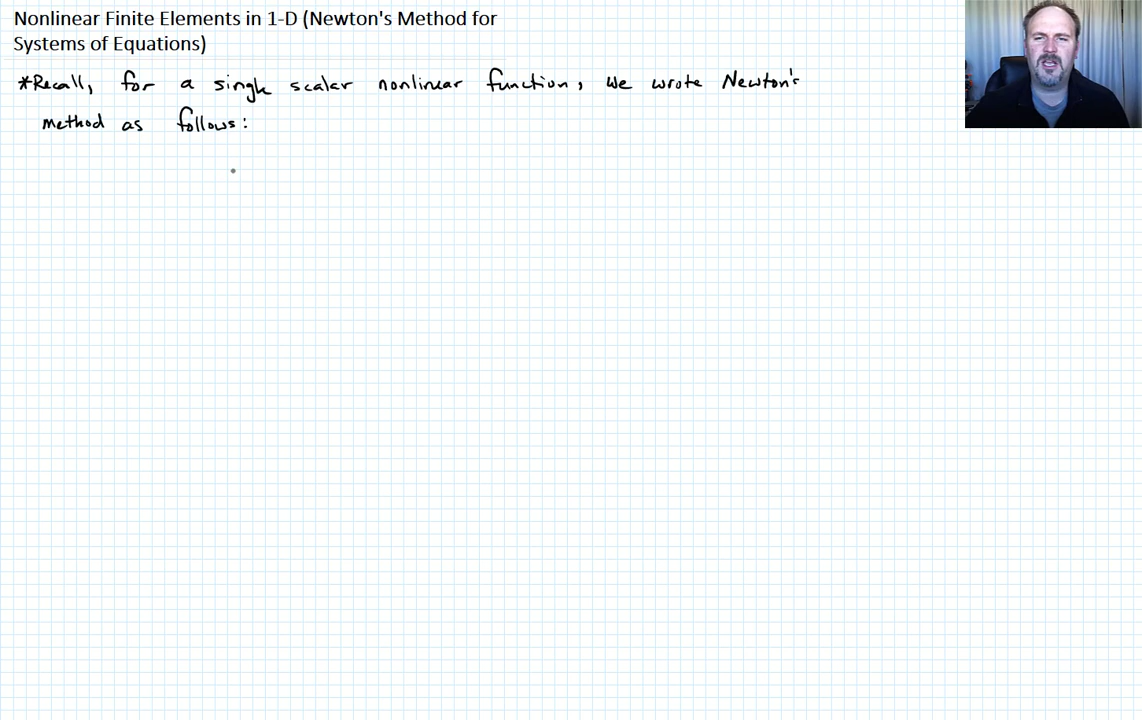 Nonlinear Finite Elements in 1-D (Newton's Method for
Systems of Equations)
*Recall, for a single scalar nonlinear function, we wrote Newton's
method as follows: